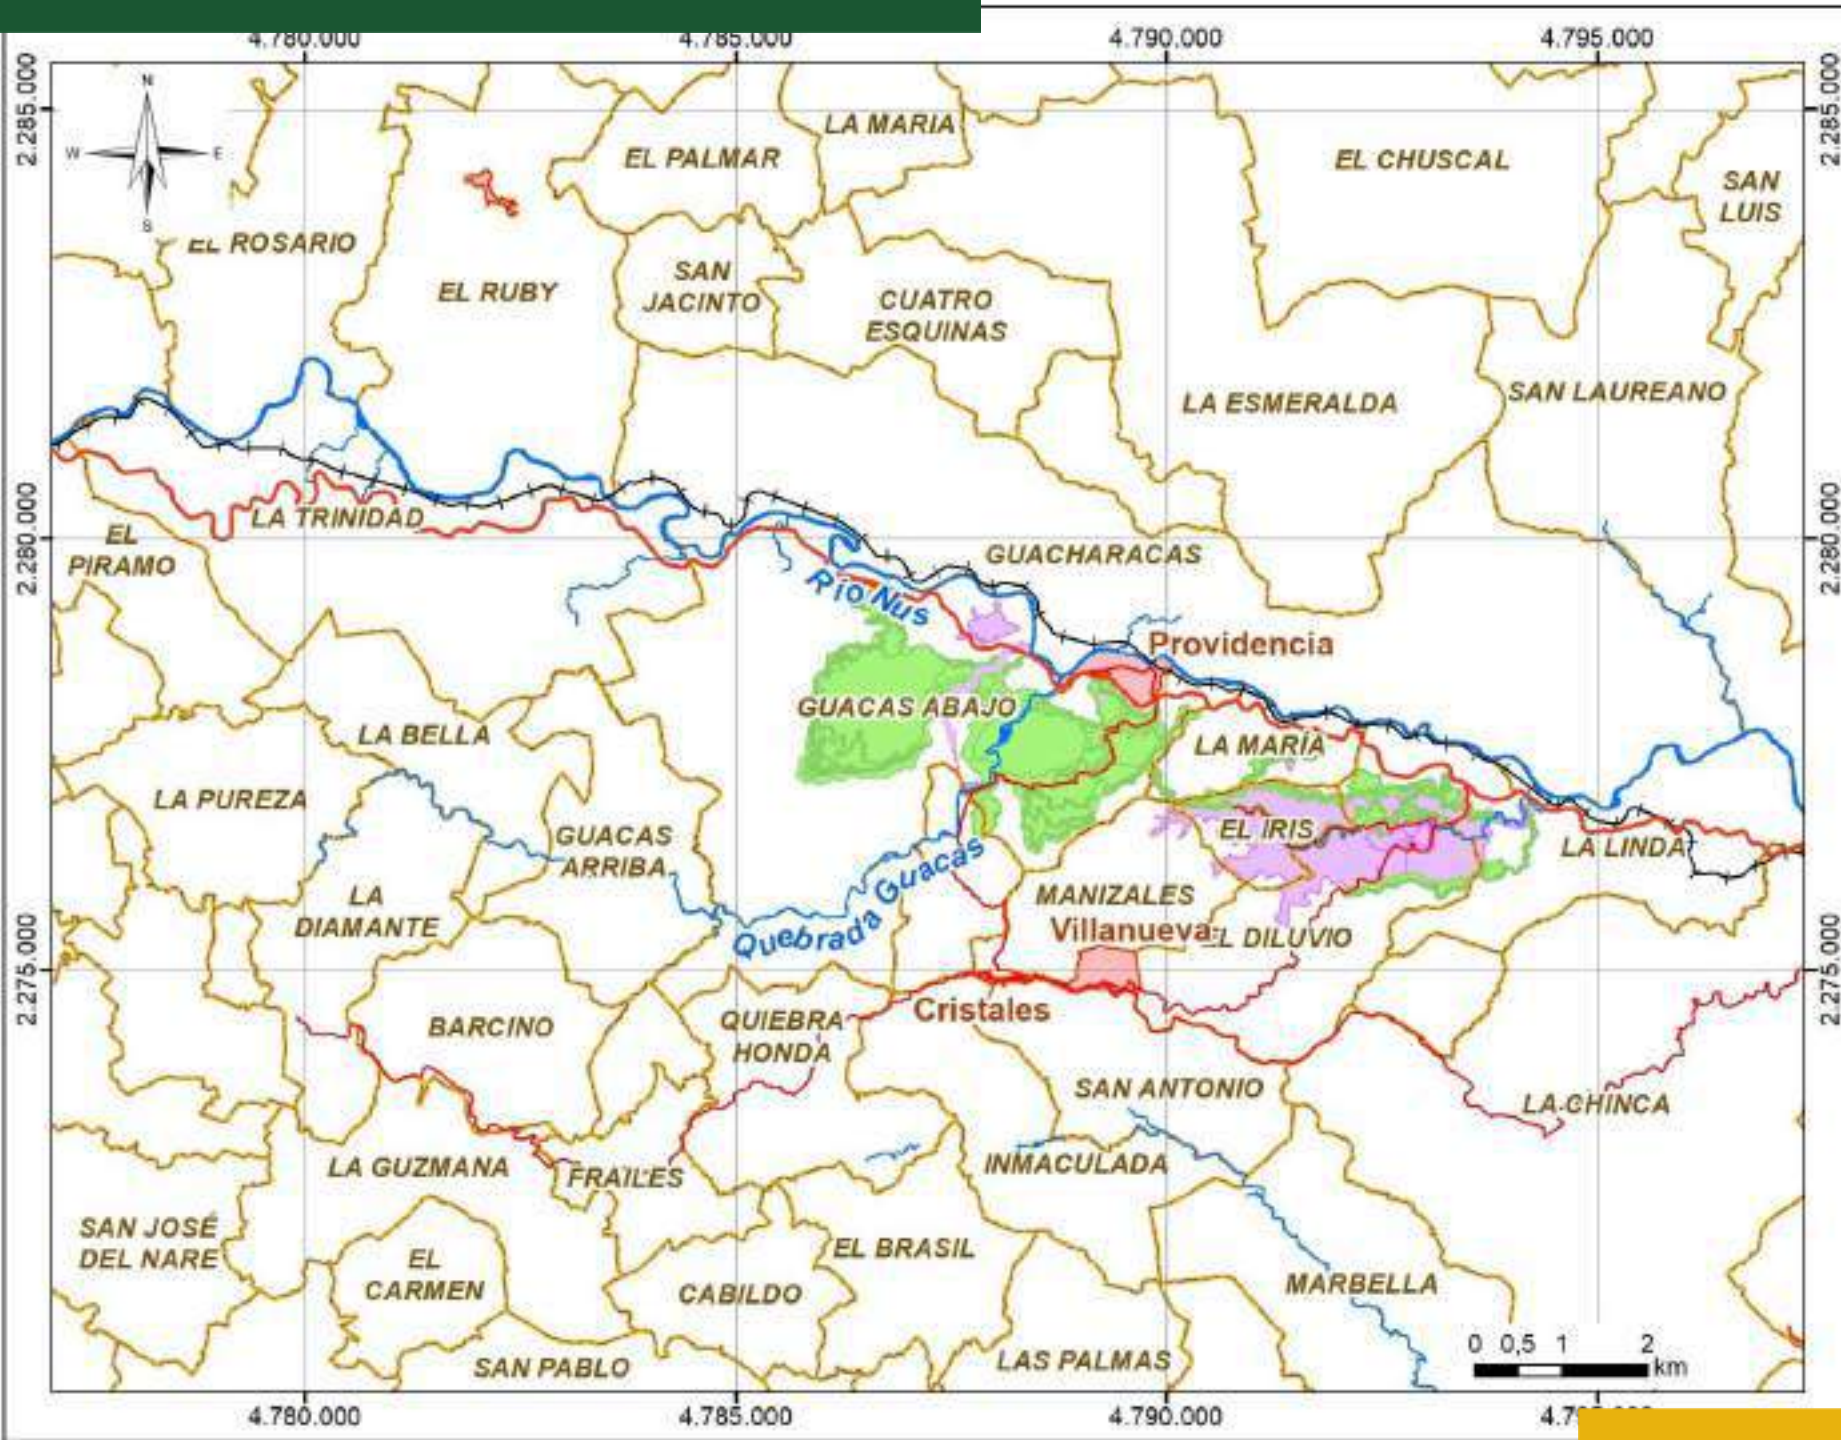 4.780.000
4.785.000
4.790.000
4.795.000
2.285.000
2.285.000
N
W
E
S
LA MARIA
EL PALMAR
EL CHUSCAL
SAN
LUIS
EL ROSARIO
EL RUBY
SAN
JACINTO
CUATRO
ESQUINAS
LA ESMERALDA
SAN LAUREANO
2.280.000
2.280.000
LA TRINIDAD
EL
PIRAMO
GUACHARACAS
Río Nus
Providencia
GUACAS ABAJO
LA BELLA
LA MARÍA
LA PUREZA
GUACAS
ARRIBA
EL IRIS
LA LINDA
Quebrada Guacas
LA
DIAMANTE
MANIZALES
Villanueva
EL DILUVIO
2.275.000
2.275.000
Cristales
BARCINO
QUIEBRA
HONDA
SAN ANTONIO
LA CHINCA
LA GUZMANA
FRAILES
INMACULADA
SAN JOSÉ
DEL NARE
EL
CARMEN
EL BRASIL
CABILDO
MARBELLA
SAN PABLO
LAS PALMAS
0 0,5 1 2
km
4.780.000
4.785.000
4.790.000